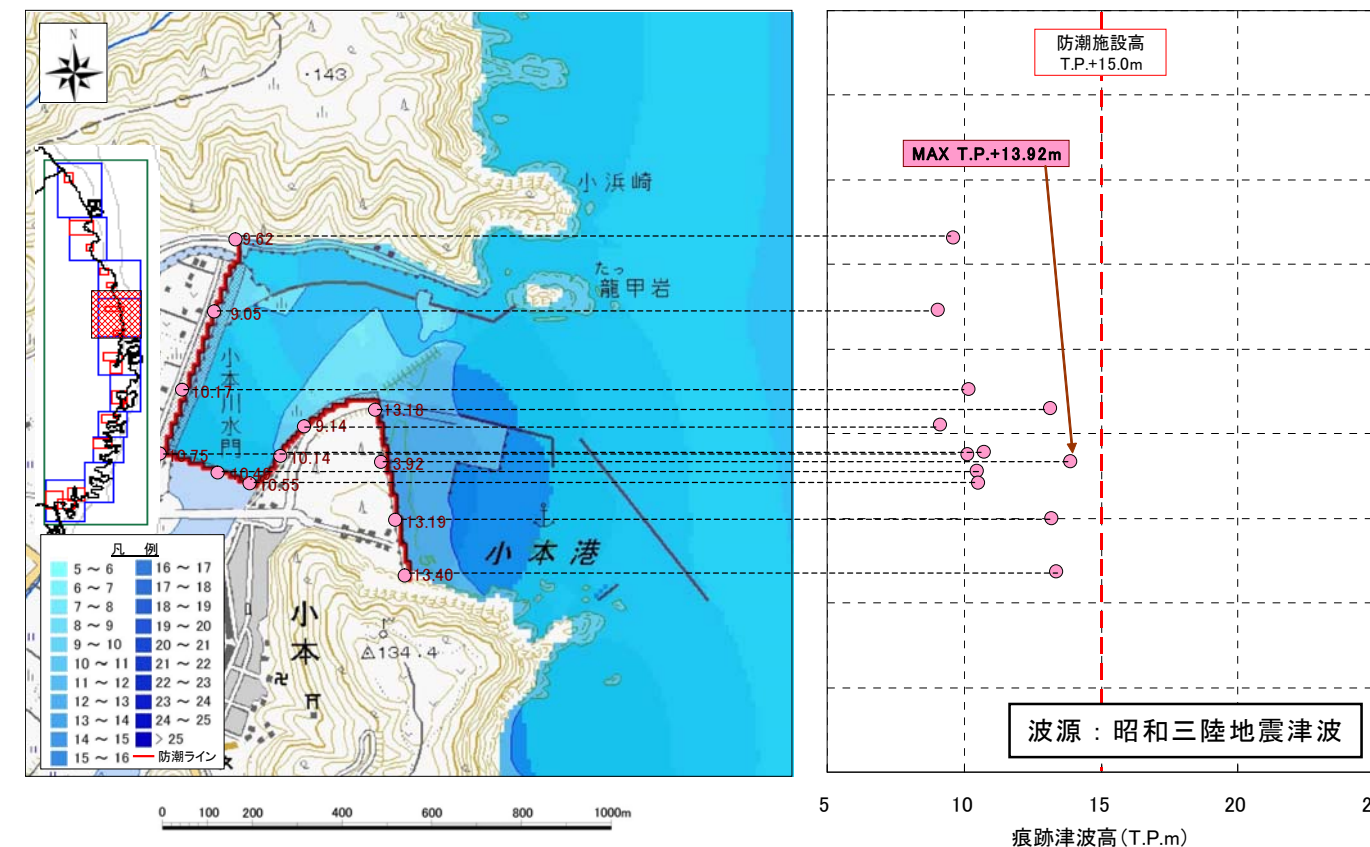 N
・143
小浜崎
たっ
龍甲岩
9.62
9.05
10.17
小本川水門
13.18
9.14
10.75
10.14
13.92
10.55
13.19
13.40
小本港
小本
134.4
凡 例
5 ～ 6
6 ～ 7
7 ～ 8
8 ～ 9
9 ～ 10
10 ～ 11
11 ～ 12
12 ～ 13
13 ～ 14
14 ～ 15
15 ～ 16
16 ～ 17
17 ～ 18
18 ～ 19
19 ～ 20
20 ～ 21
21 ～ 22
22 ～ 23
23 ～ 24
24 ～ 25
> 25
防潮ライン
0 100 200 400 600 800 1000m
防潮施設高
T.P.+15.0m
MAX T.P.+13.92m
波源：昭和三陸地震津波
5 10 15 20
痕跡津波高(T.P.m)